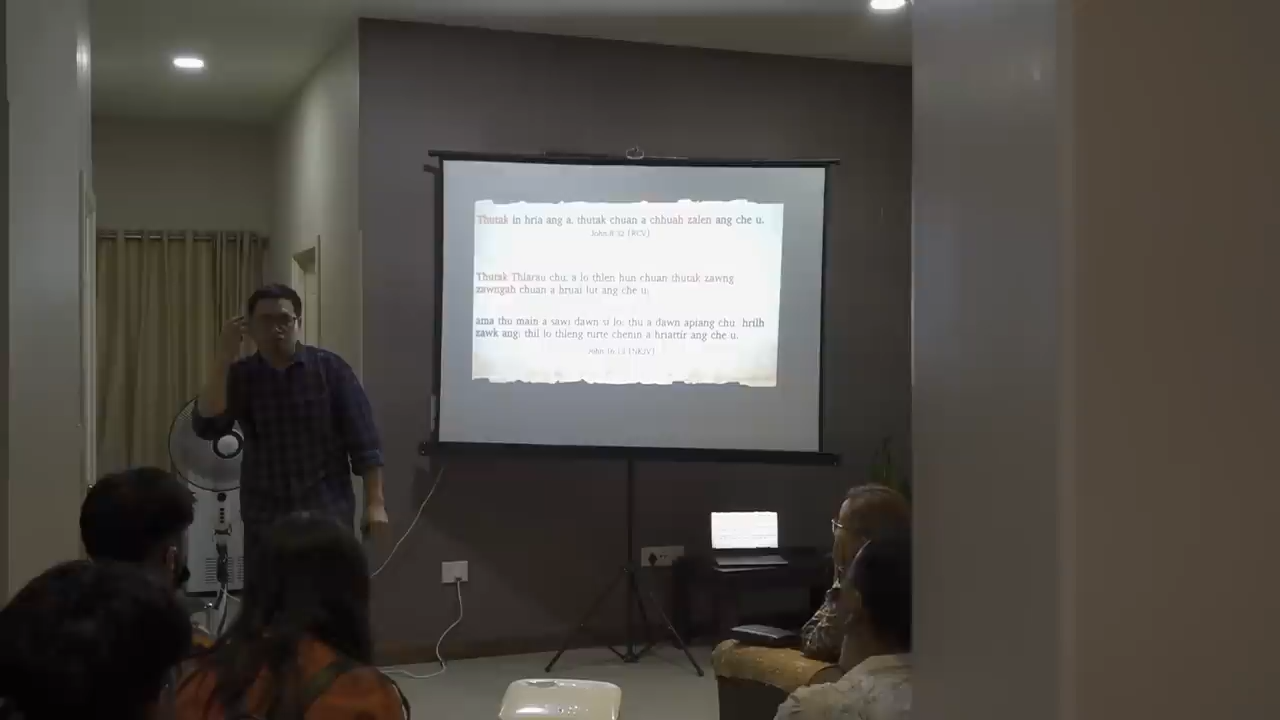 Thutak in hria ang a, thutak chuan a chhuah zalen ang che u.
John 8:32 [RCV]
Thutak Thlarau chu, a lo thlen hun chuan thutak zawng
zawngah chuan a hruai lut ang che u;
ama thu main a sawi dawn si lo; thu a dawn apiang chu hrilh
zawk ang; thil lo thleng turte chenin a hriattir ang che u.
John 16:13 [NKJV]